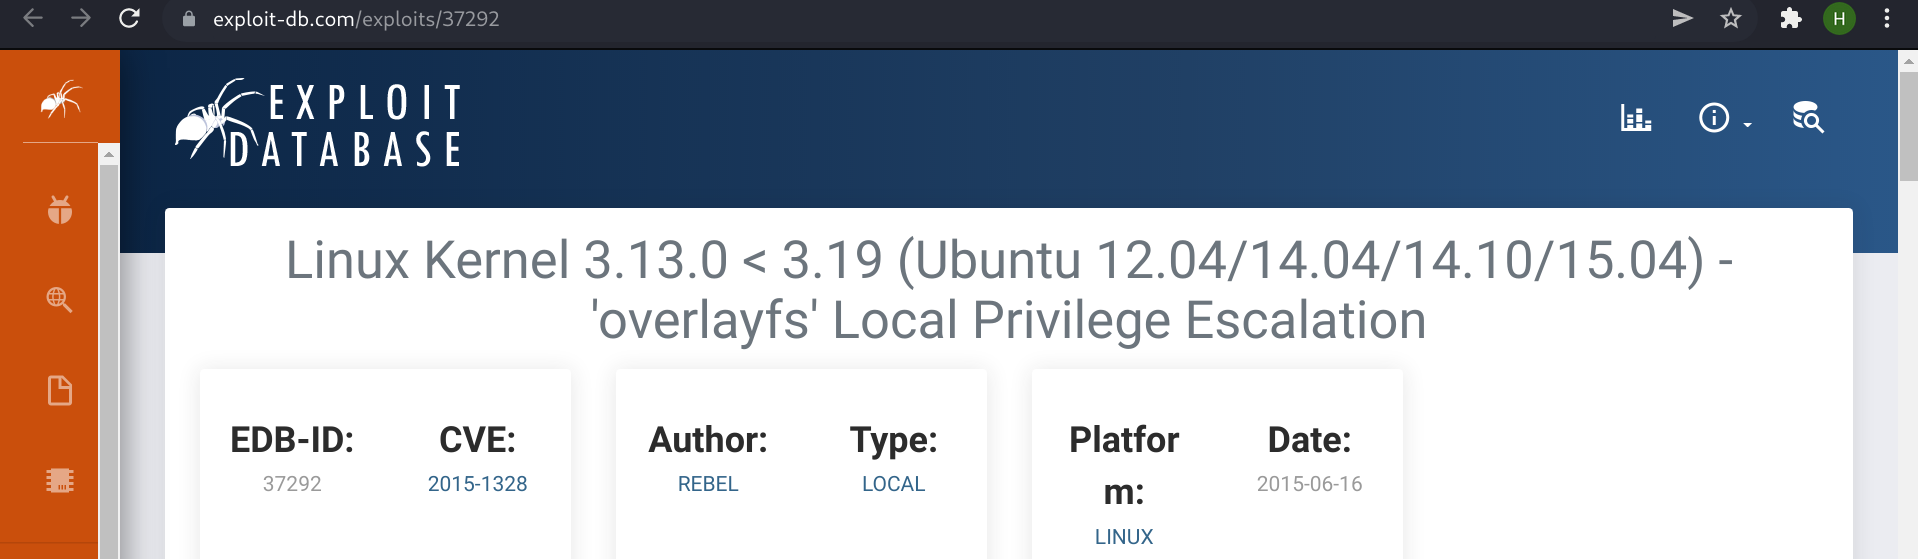 exploit-db.com/exploits/37292
H
EXPLOIT
DATABASE
Linux Kernel 3.13.0 < 3.19 (Ubuntu 12.04/14.04/14.10/15.04) -
'overlayfs' Local Privilege Escalation
EDB-ID:
37292
CVE:
2015-1328
Author:
REBEL
Type:
LOCAL
Platfor
m:
LINUX
Date:
2015-06-16